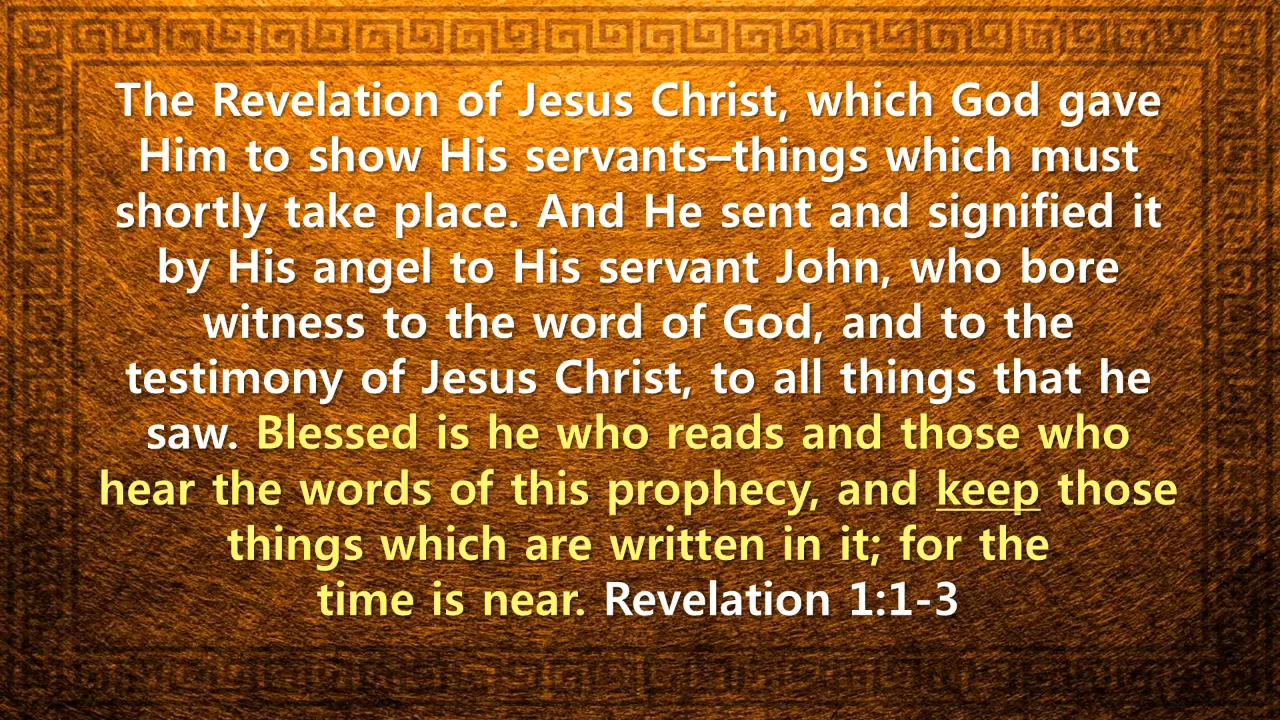 The Revelation of Jesus Christ, which God gave
Him to show His servants–things which must
shortly take place. And He sent and signified it
by His angel to His servant John, who bore
witness to the word of God, and to the
testimony of Jesus Christ, to all things that he
saw. Blessed is he who reads and those who
hear the words of this prophecy, and keep those
things which are written in it; for the
time is near. Revelation 1:1-3